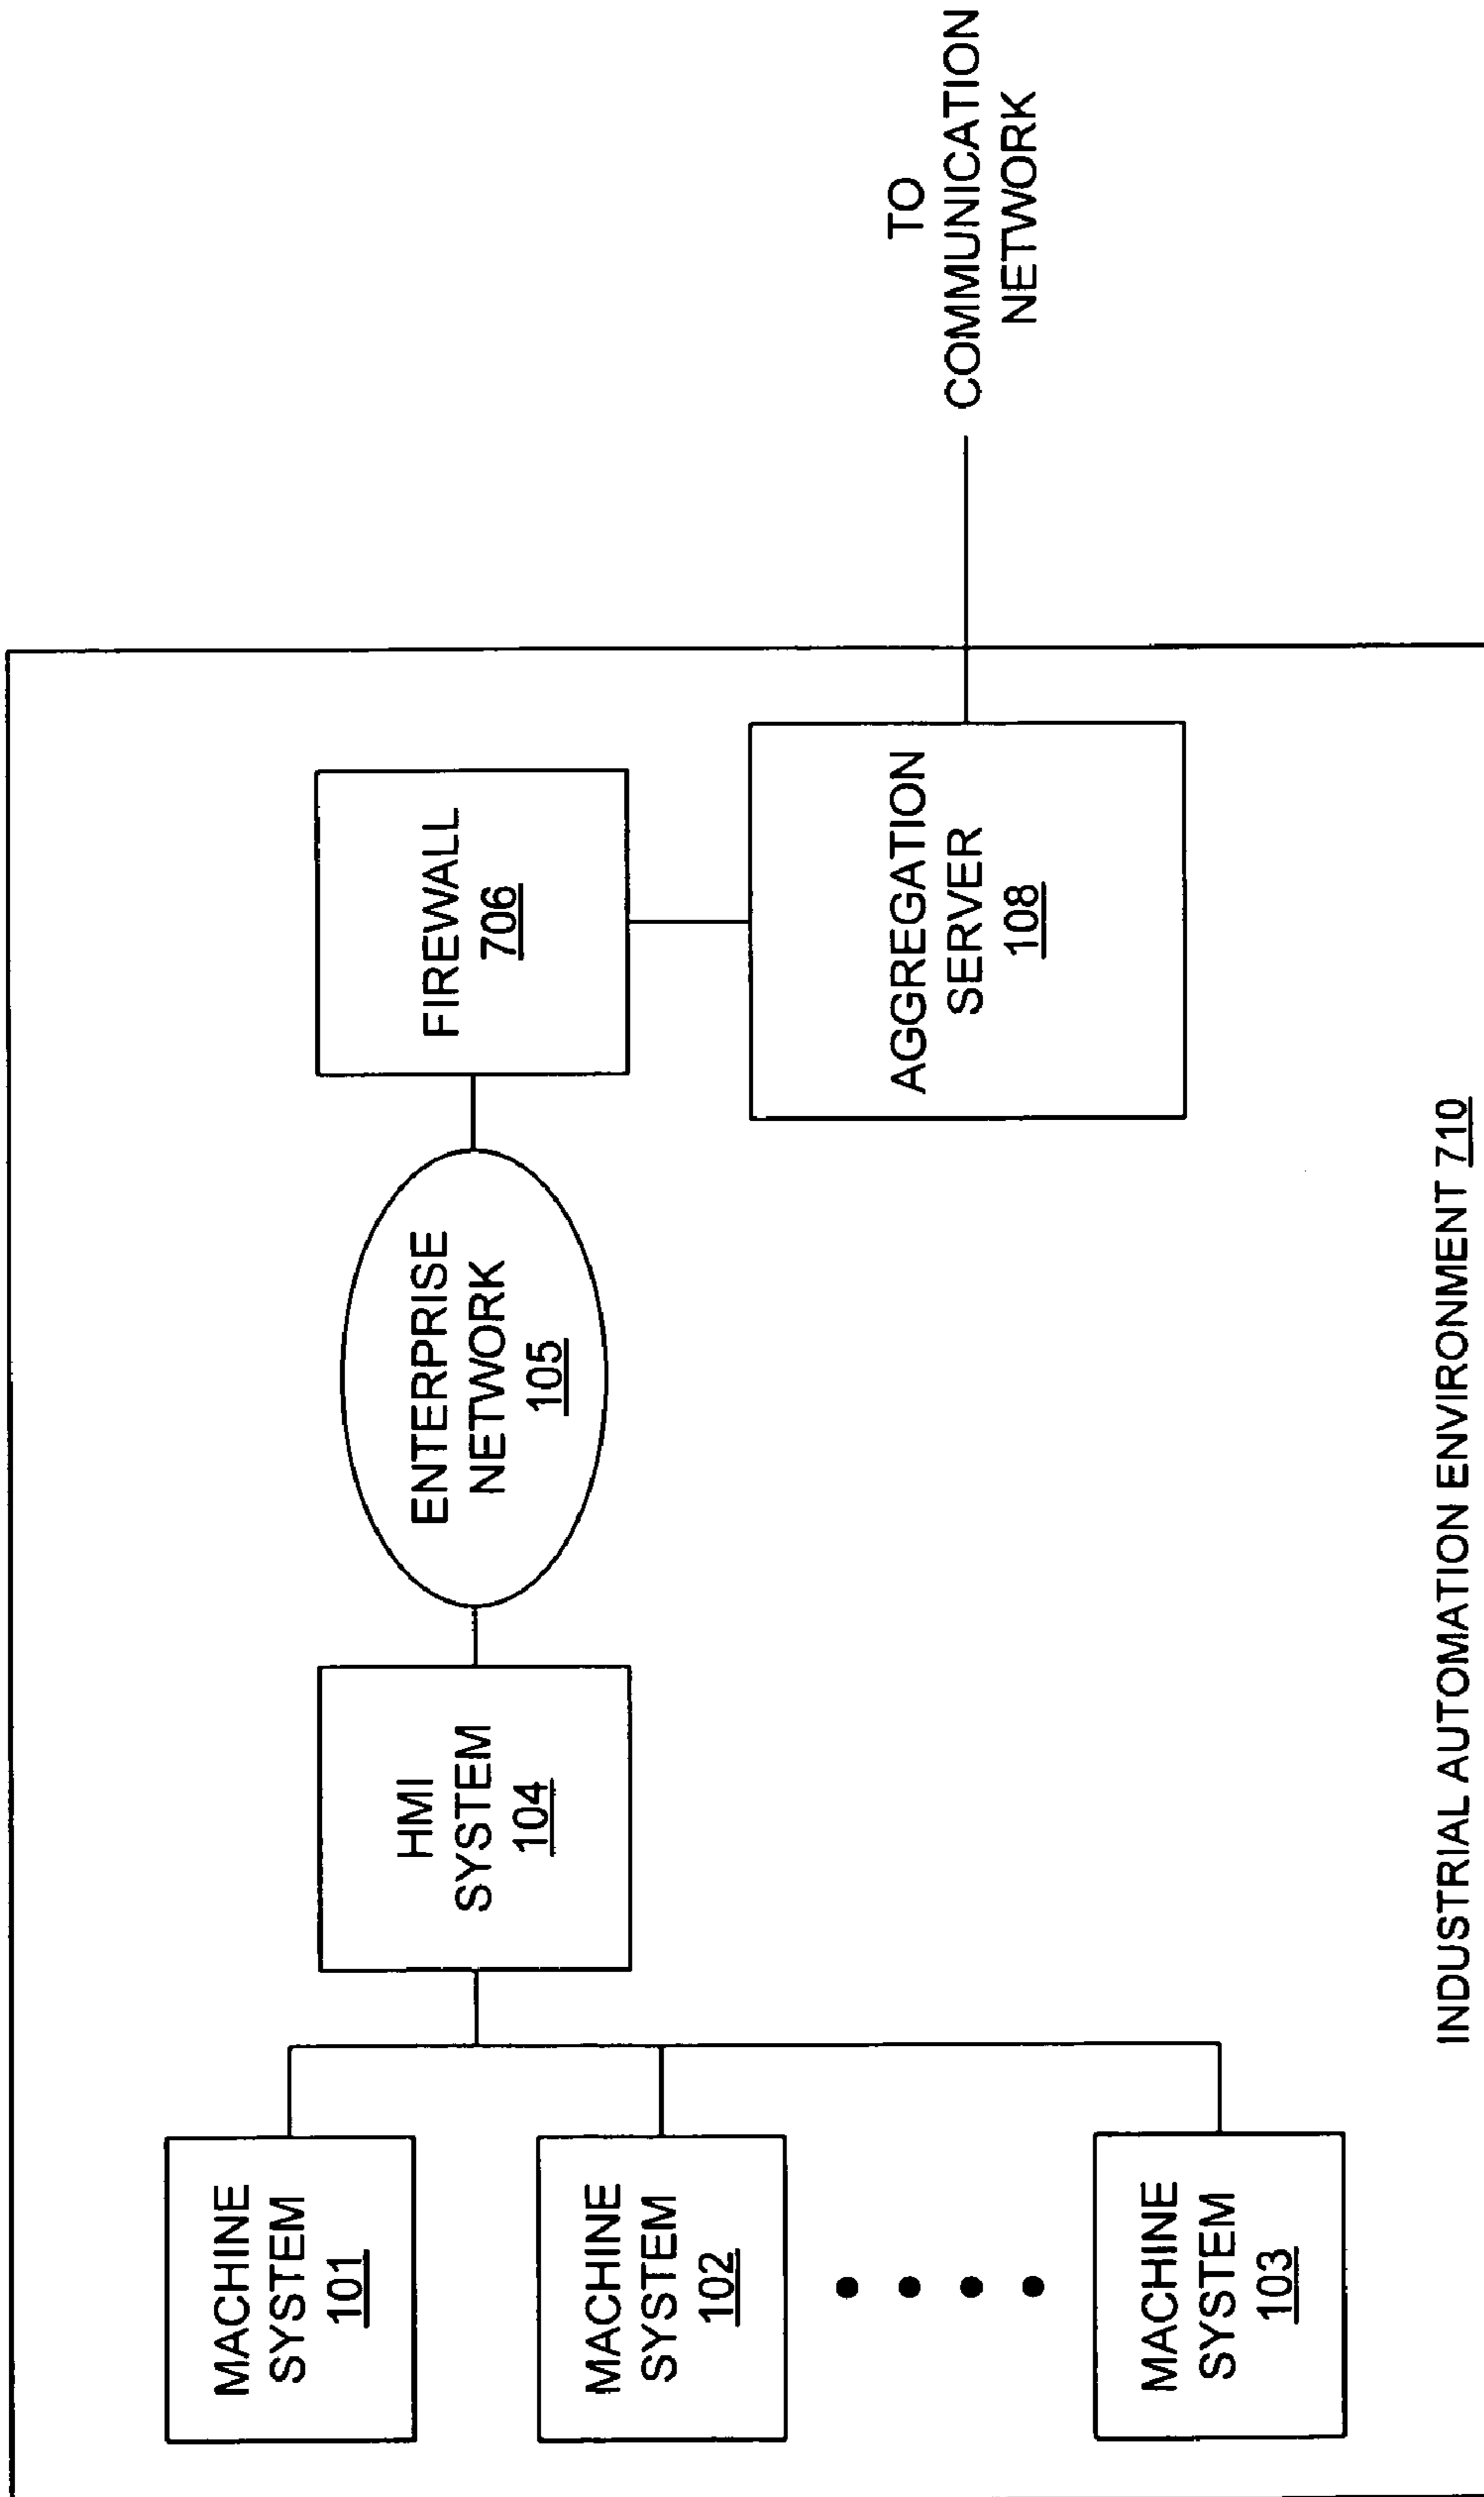 MACHINE
SYSTEM
101
MACHINE
SYSTEM
102
MACHINE
SYSTEM
103
HMI
SYSTEM
104
ENTERPRISE
NETWORK
105
FIREWALL
706
AGGREGATION
SERVER
108
TO
COMMUNICATION
NETWORK
INDUSTRIAL AUTOMATION ENVIRONMENT 710